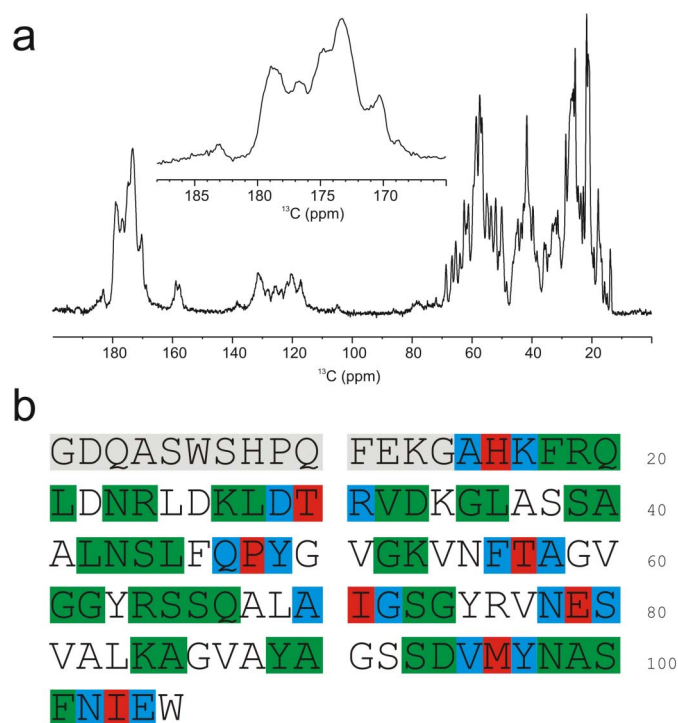 a
185 180 175 170
¹³C (ppm)
180 160 140 120 100 80 60 40 20
¹³C (ppm)
b
GDQASWSHPQ FEKGAHKFRQ 20
LDNRLDKLDT RVDKGLASSA 40
ALNSLFQPYG VGKVNFTAGV 60
GGYRSSQALA IGSGYRVNES 80
VALKAGVAYA GSSDVMYNAS 100
FNIEW